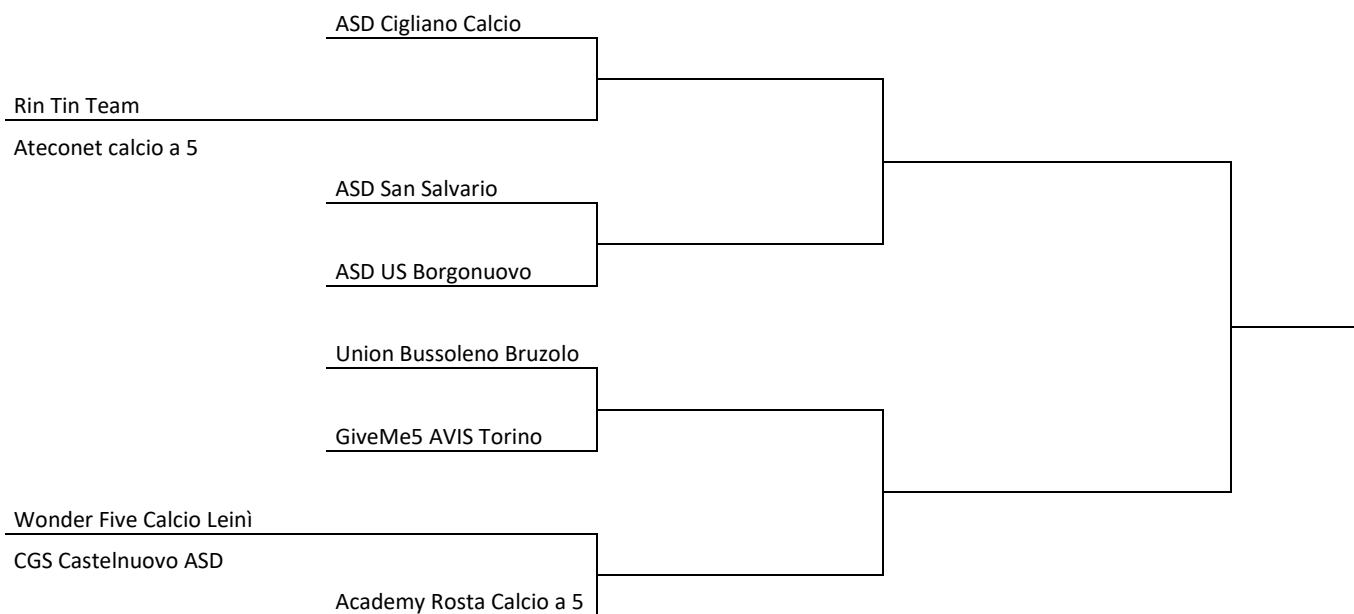 ASD Cigliano Calcio
Rin Tin Team
Ateconet calcio a 5
ASD San Salvario
ASD US Borgonuovo
Union Bussoleno Bruzolo
GiveMe5 AVIS Torino
Wonder Five Calcio Leinì
CGS Castelnuovo ASD
Academy Rosta Calcio a 5